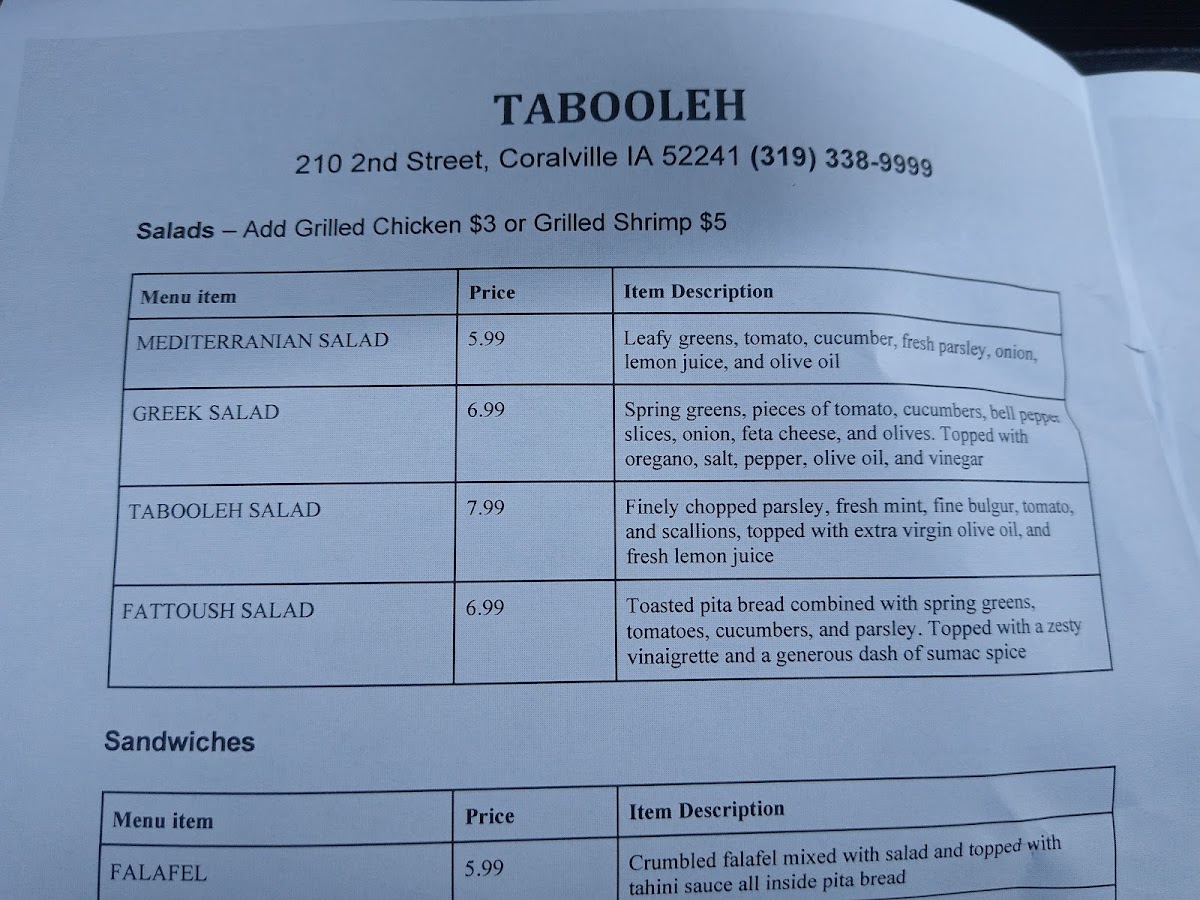 TABOOLEH
210 2nd Street, Coralville IA 52241 (319) 338-9999
Salads – Add Grilled Chicken $3 or Grilled Shrimp $5
Menu item Price Item Description
MEDITERRANIAN SALAD 5.99 Leafy greens, tomato, cucumber, fresh parsley, onion,
lemon juice, and olive oil
GREEK SALAD 6.99 Spring greens, pieces of tomato, cucumbers, bell pepper
slices, onion, feta cheese, and olives. Topped with
oregano, salt, pepper, olive oil, and vinegar
TABOOLEH SALAD 7.99 Finely chopped parsley, fresh mint, fine bulgur, tomato,
and scallions, topped with extra virgin olive oil, and
fresh lemon juice
FATTOUSH SALAD 6.99 Toasted pita bread combined with spring greens,
tomatoes, cucumbers, and parsley. Topped with a zesty
vinaigrette and a generous dash of sumac spice
Sandwiches
Menu item Price Item Description
FALAFEL 5.99 Crumbled falafel mixed with salad and topped with
tahini sauce all inside pita bread